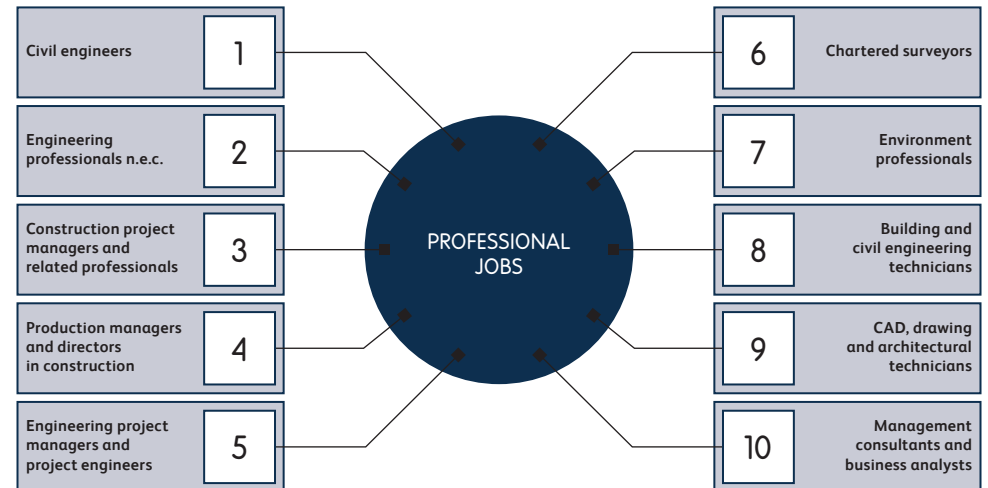 Civil engineers
1
Engineering
professionals n.e.c.
2
Construction project
managers and
related professionals
3
Production managers
and directors
in construction
4
Engineering project
managers and
project engineers
5
PROFESSIONAL
JOBS
6
Chartered surveyors
7
Environment
professionals
8
Building and
civil engineering
technicians
9
CAD, drawing
and architectural
technicians
10
Management
consultants and
business analysts